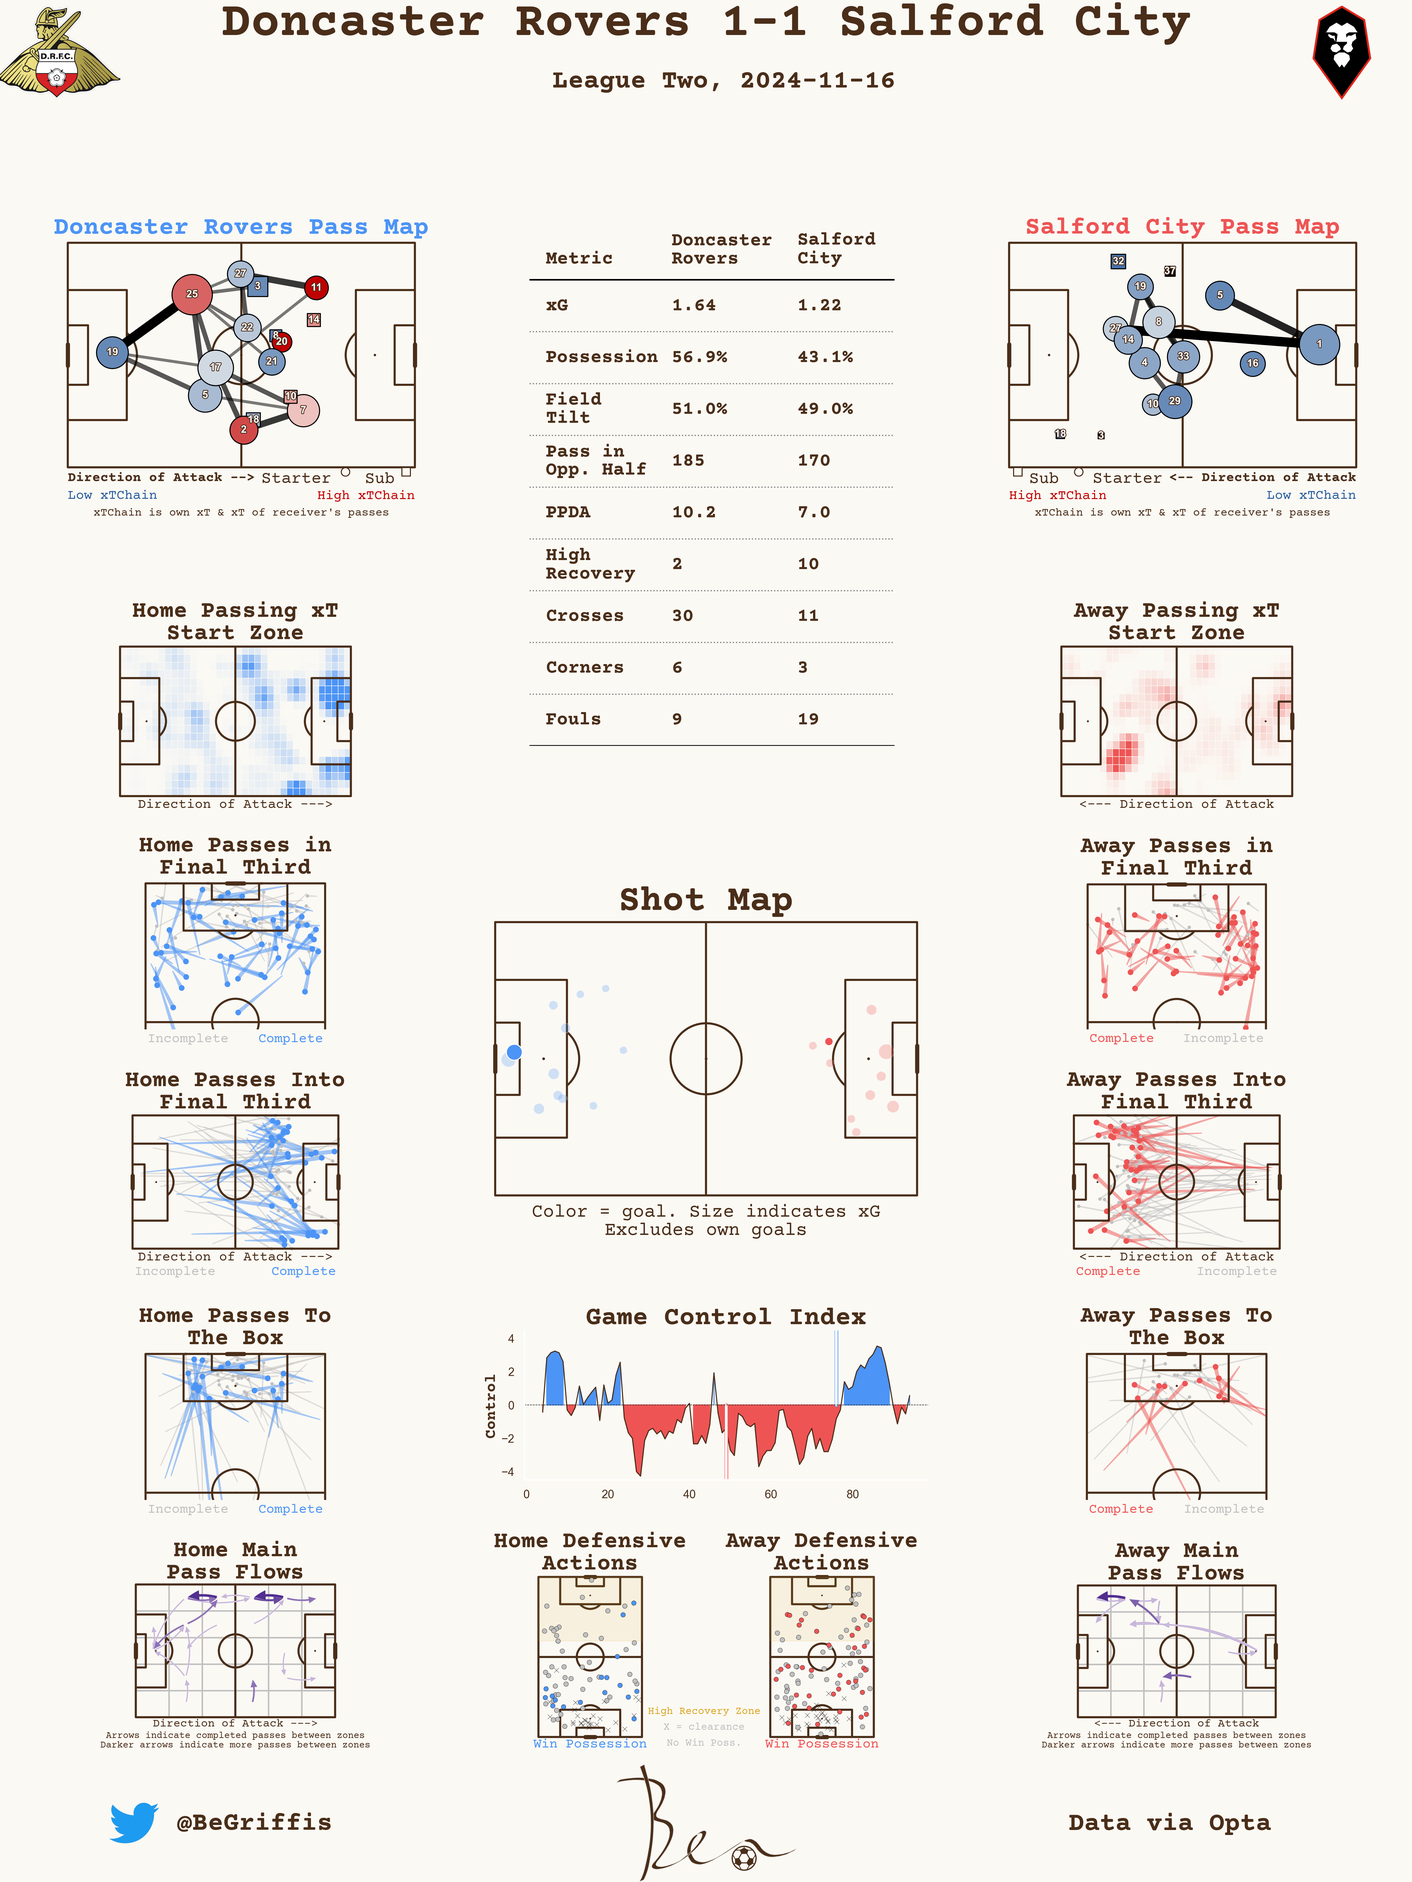 Doncaster Rovers 1-1 Salford City
League Two, 2024-11-16
D.R.F.C.
Doncaster Rovers Pass Map
27
3
11
25
14
22
8
20
19
21
17
5
10
7
18
2
Direction of Attack --> Starter Sub
Low xTChain High xTChain
xTChain is own xT & xT of receiver's passes
Metric Doncaster Rovers Salford City
xG 1.64 1.22
Possession 56.9% 43.1%
Field Tilt 51.0% 49.0%
Pass in Opp. Half 185 170
PPDA 10.2 7.0
High Recovery 2 10
Crosses 30 11
Corners 6 3
Fouls 9 19
Salford City Pass Map
32
37
19
5
8
27
14
1
33
4
16
10
29
18
3
Sub Starter <-- Direction of Attack
High xTChain Low xTChain
xTChain is own xT & xT of receiver's passes
Home Passing xT
Start Zone
Direction of Attack --->
Away Passing xT
Start Zone
<--- Direction of Attack
Home Passes in
Final Third
Incomplete Complete
Away Passes in
Final Third
Complete Incomplete
Shot Map
Color = goal. Size indicates xG
Excludes own goals
Home Passes Into
Final Third
Direction of Attack --->
Incomplete Complete
Away Passes Into
Final Third
<--- Direction of Attack
Complete Incomplete
Home Passes To
The Box
Incomplete Complete
Game Control Index
Control
4
2
0
−2
−4
0 20 40 60 80
Away Passes To
The Box
Complete Incomplete
Home Main
Pass Flows
Direction of Attack --->
Arrows indicate completed passes between zones
Darker arrows indicate more passes between zones
Home Defensive
Actions
Win Possession
High Recovery Zone
X = clearance
No Win Poss.
Away Defensive
Actions
Win Possession
Away Main
Pass Flows
<--- Direction of Attack
Arrows indicate completed passes between zones
Darker arrows indicate more passes between zones
@BeGriffis
Ben
Data via Opta